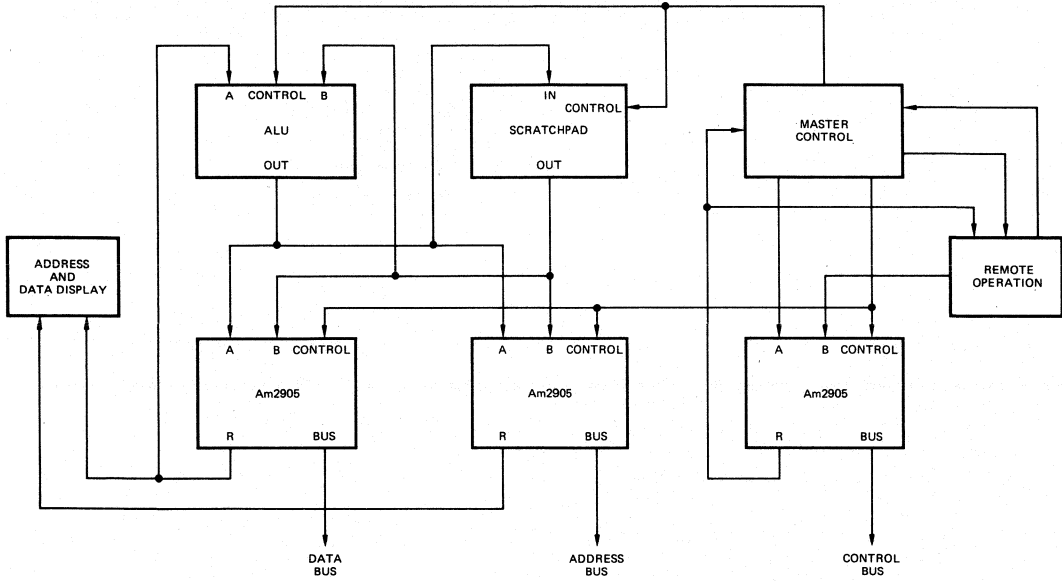 A CONTROL B
ALU
OUT
IN
CONTROL
SCRATCHPAD
OUT
MASTER
CONTROL
ADDRESS
AND
DATA DISPLAY
REMOTE
OPERATION
A B CONTROL
Am2905
R BUS
A B CONTROL
Am2905
R BUS
A B CONTROL
Am2905
R BUS
DATA
BUS
ADDRESS
BUS
CONTROL
BUS